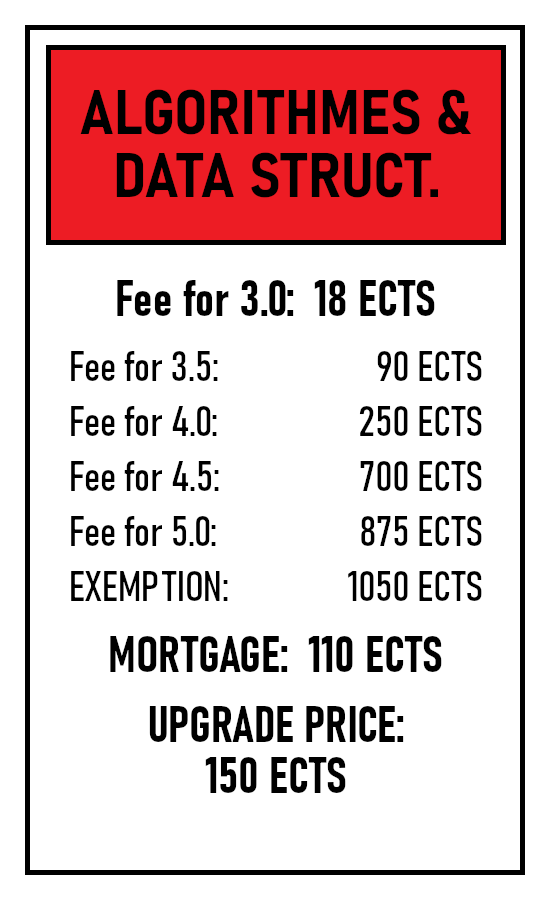 ALGORITHMES &
DATA STRUCT.
Fee for 3.0: 18 ECTS
Fee for 3.5: 90 ECTS
Fee for 4.0: 250 ECTS
Fee for 4.5: 700 ECTS
Fee for 5.0: 875 ECTS
EXEMPTION: 1050 ECTS
MORTGAGE: 110 ECTS
UPGRADE PRICE:
150 ECTS